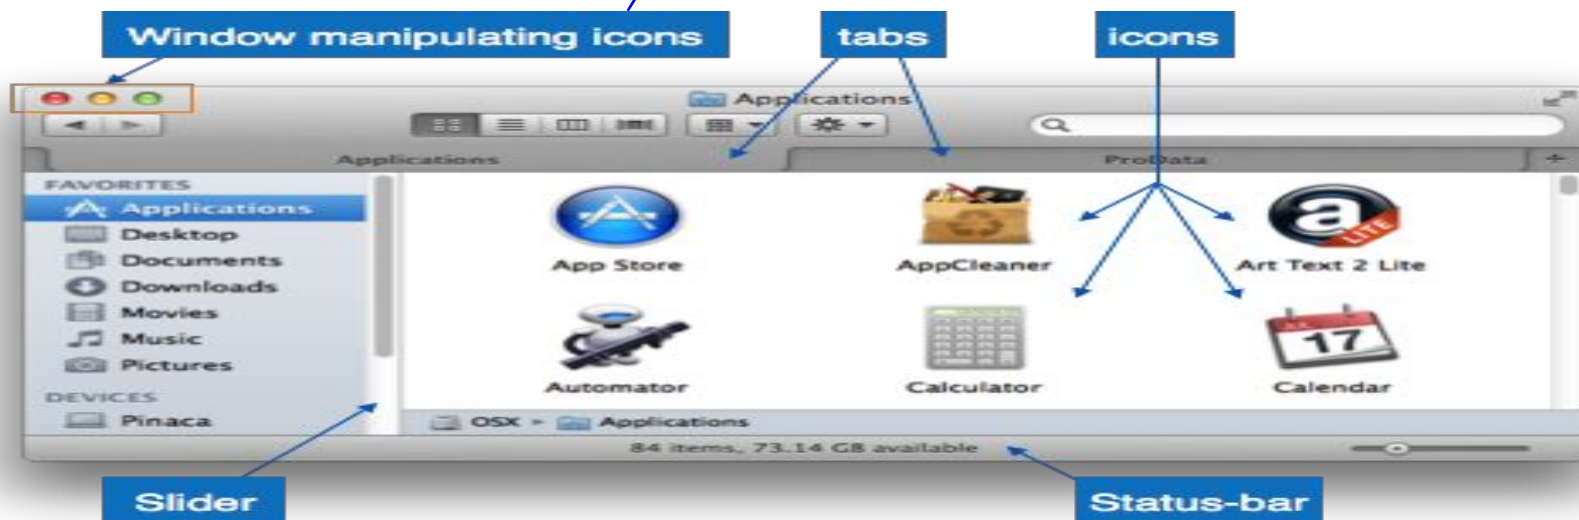 Window manipulating icons
tabs
icons
Applications
Applications
ProData
+
FAVORITES
Applications
Desktop
Documents
Downloads
Movies
Music
Pictures
DEVICES
Pinaca
App Store
AppCleaner
a
LITE
Art Text 2 Lite
Automator
Calculator
17
Calendar
OSX ▸ Applications
84 items, 73.14 GB available
Slider
Status-bar